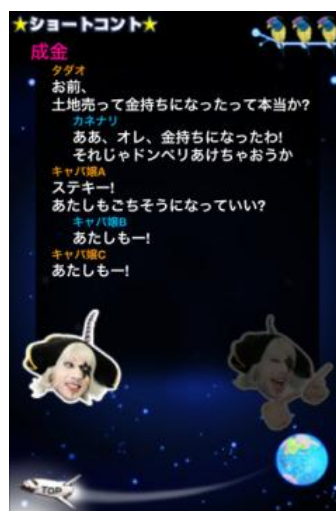 ★ショートコント★
成金
タダオ
お前、
土地売って金持ちになったって本当か?
カネナリ
ああ、オレ、金持ちになったわ!
それじゃドンペリあけちゃおうか
キャバ嬢A
ステキー!
あたしもごちそうになっていい?
キャバ嬢B
あたしもー!
キャバ嬢C
あたしもー!
TOP